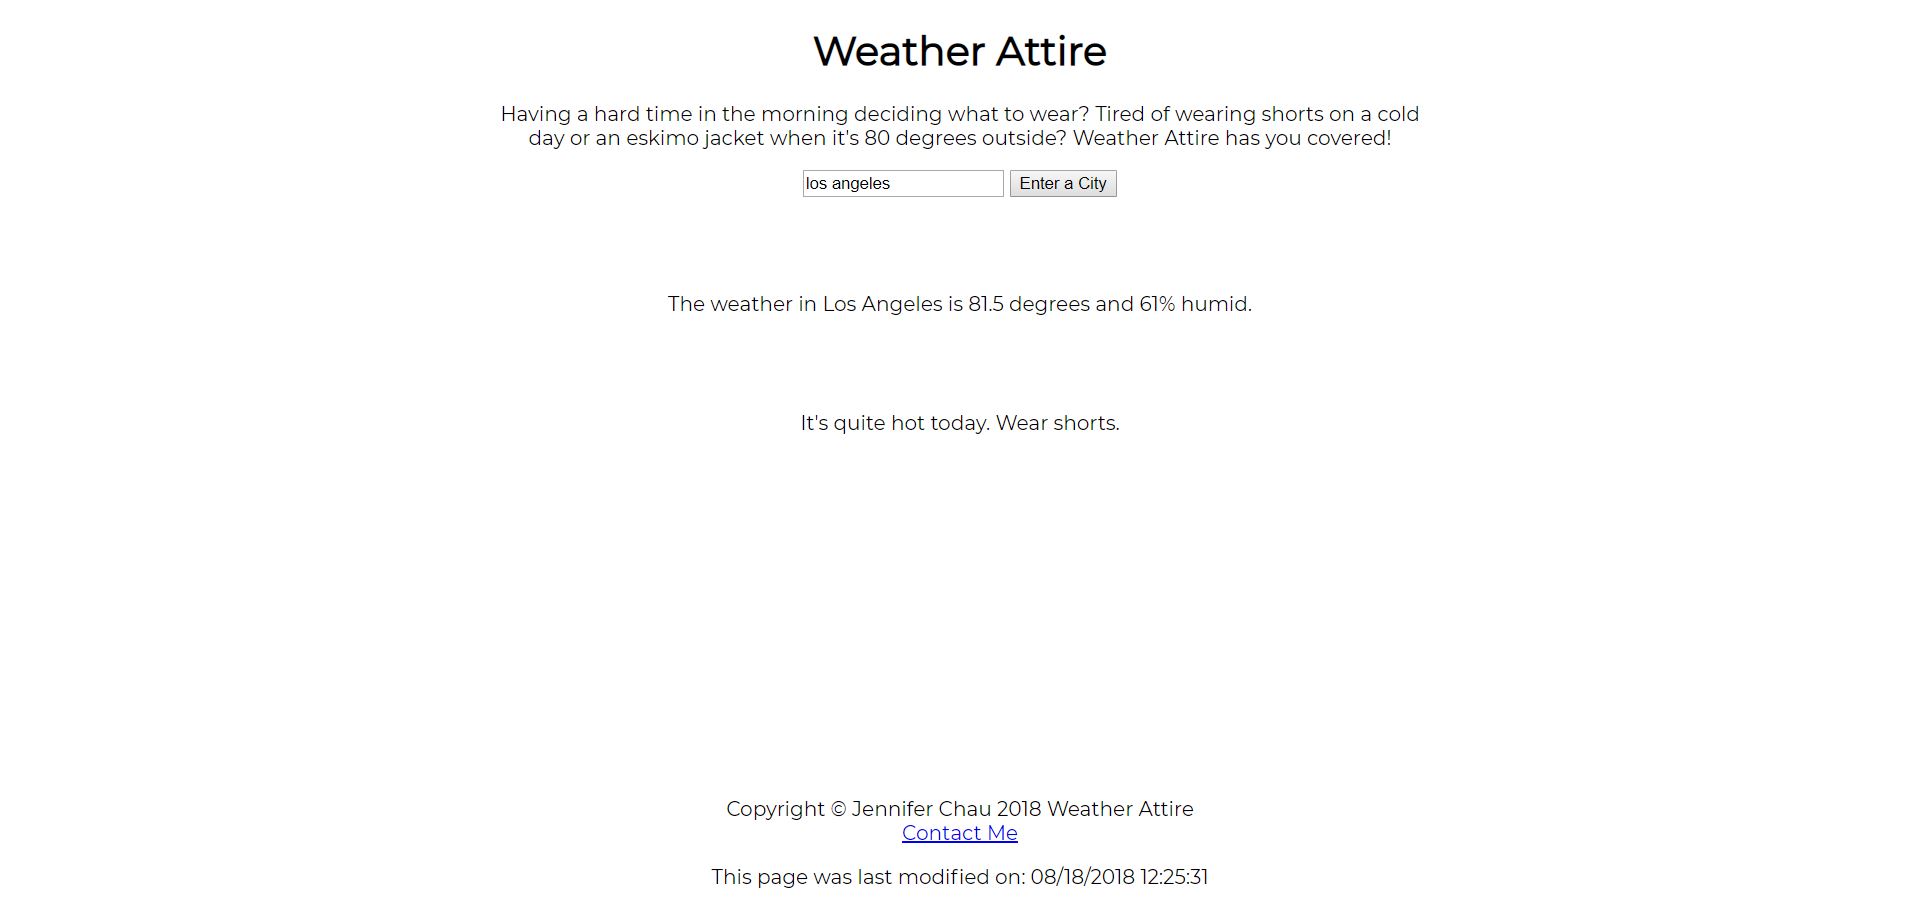 Weather Attire
Having a hard time in the morning deciding what to wear? Tired of wearing shorts on a cold
day or an eskimo jacket when it's 80 degrees outside? Weather Attire has you covered!
los angeles Enter a City
The weather in Los Angeles is 81.5 degrees and 61% humid.
It's quite hot today. Wear shorts.
Copyright © Jennifer Chau 2018 Weather Attire
Contact Me
This page was last modified on: 08/18/2018 12:25:31